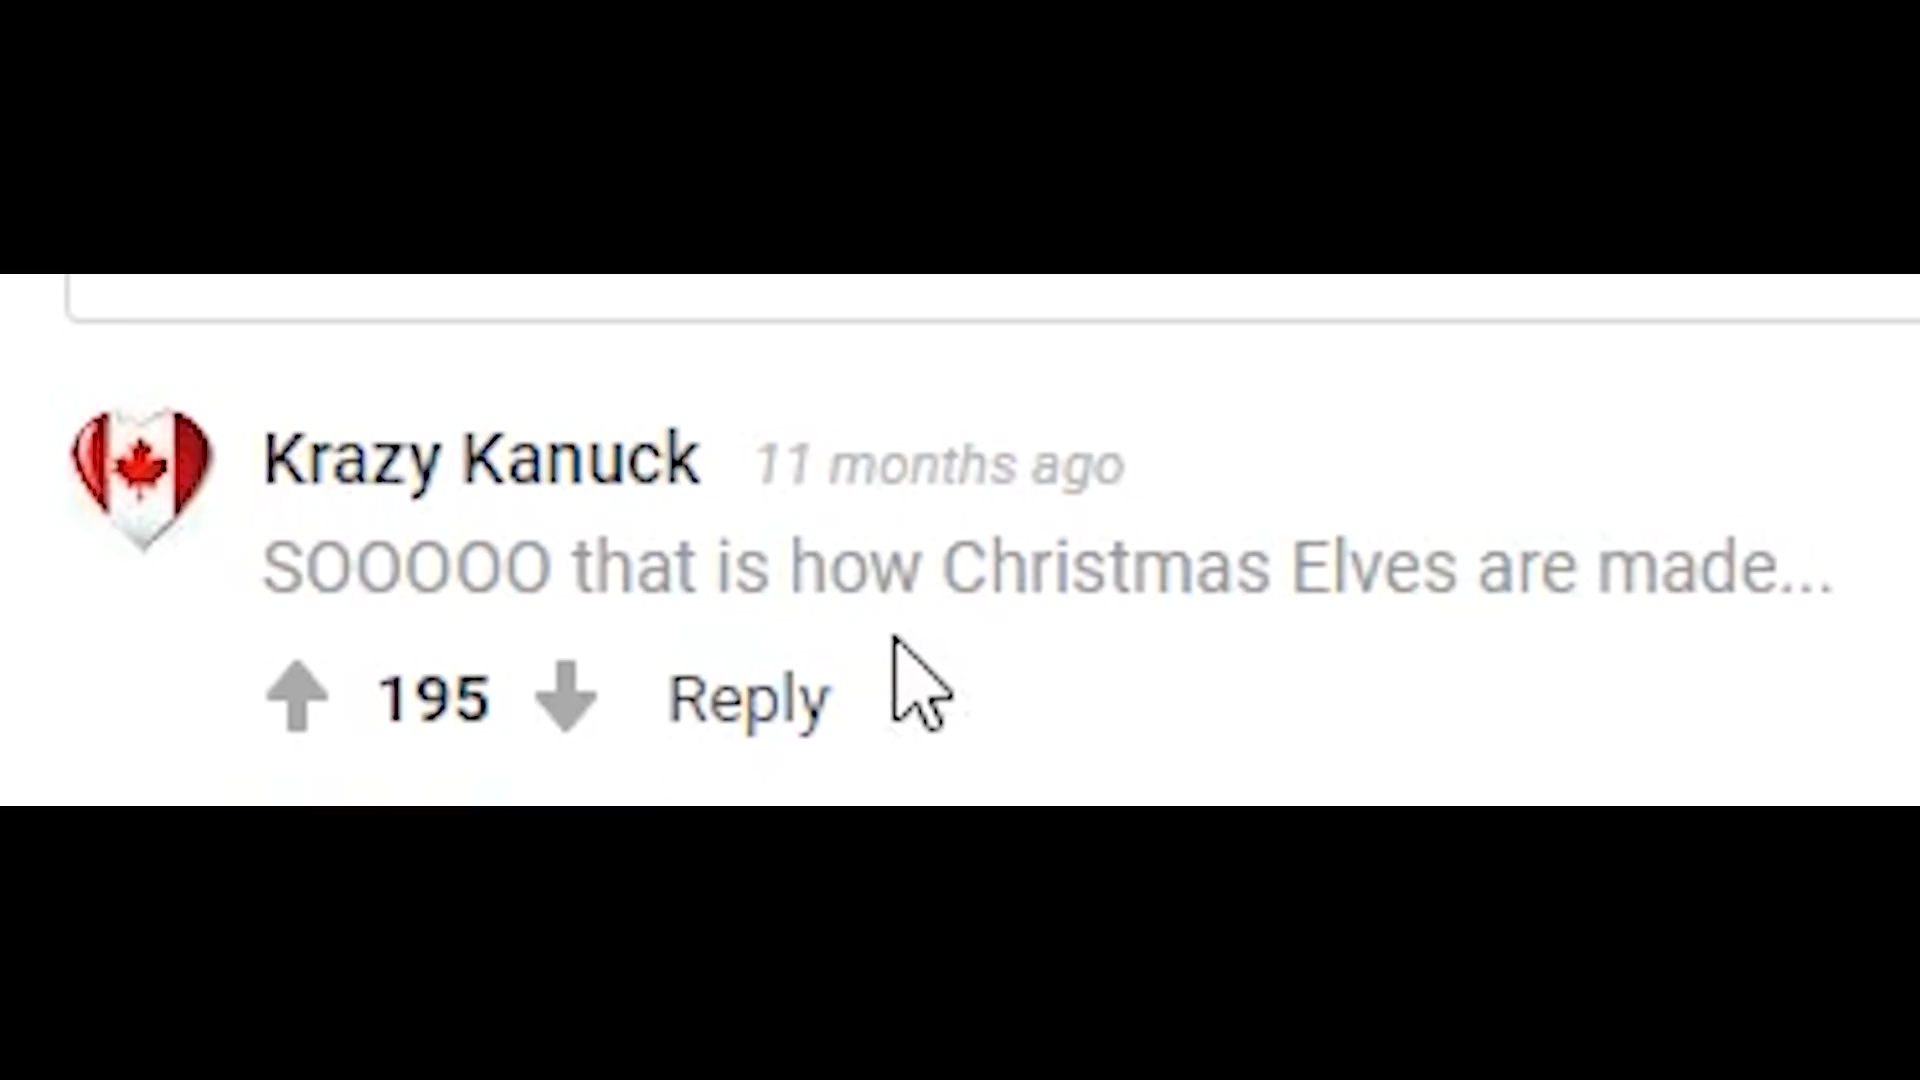 Krazy Kanuck 11 months ago
SOOOOO that is how Christmas Elves are made...
195 Reply